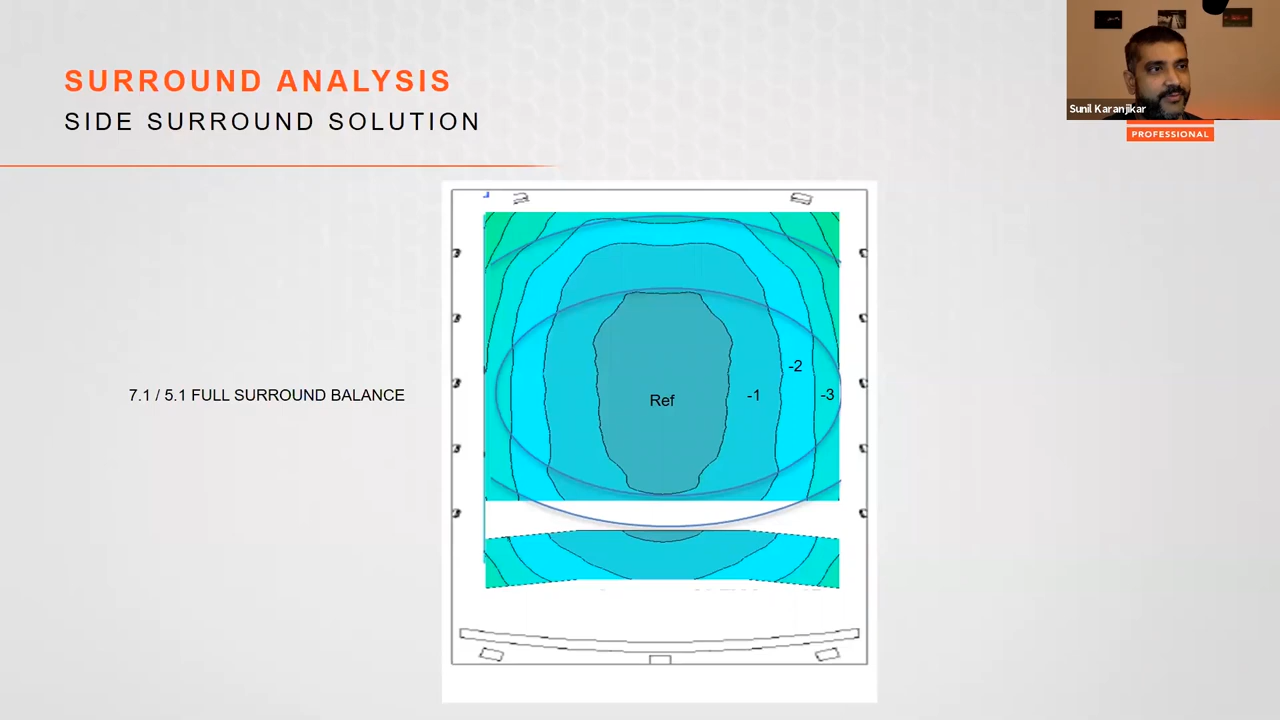 SURROUND ANALYSIS
SIDE SURROUND SOLUTION
Sunil Karanjikar
PROFESSIONAL
7.1 / 5.1 FULL SURROUND BALANCE
Ref
-1
-2
-3